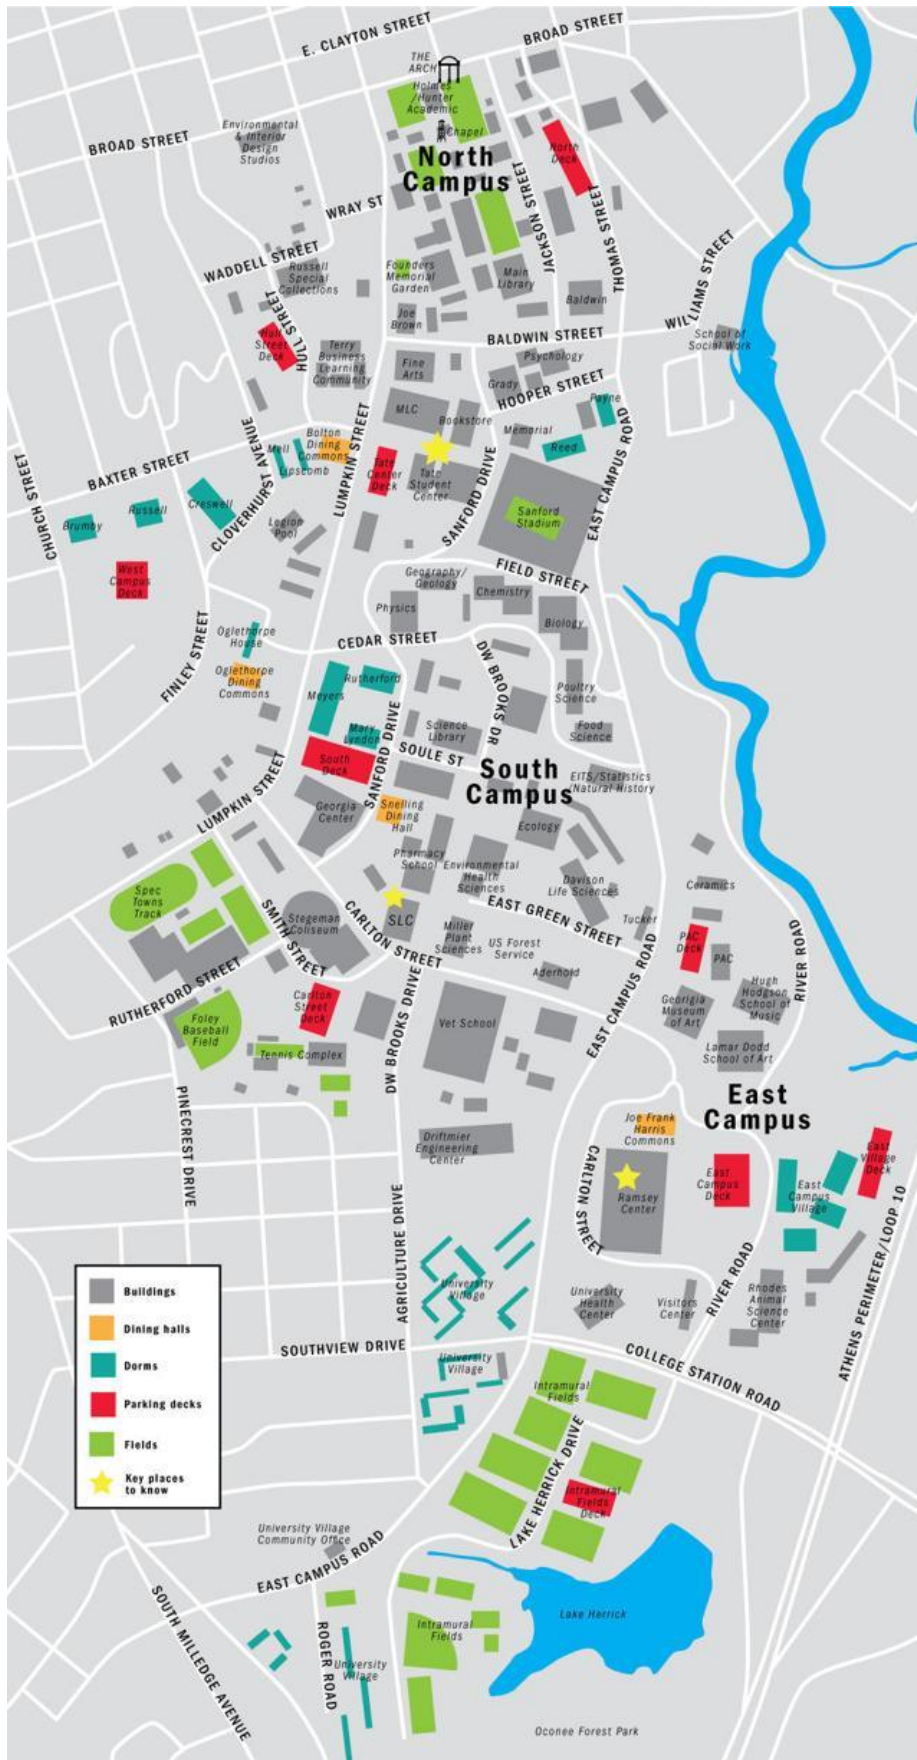 E. CLAYTON STREET
BROAD STREET
THE
ARCH
Holmes
/Hunter
Academic
Chapel
BROAD STREET
Environmental
& Interior
Design
Studios
North
Campus
North
Deck
JACKSON STREET
THOMAS STREET
WRAY ST
WADDELL STREET
Russell
Special
Collections
Founders
Memorial
Garden
Main
Library
Baldwin
WILLIAMS STREET
HULL STREET
Joe
Brown
Hull
Street
Deck
Terry
Business
Learning
Community
BALDWIN STREET
School of
Social Work
Psychology
Fine
Arts
Grady
HOOPER STREET
Payne
MLC
Bookstore
Memorial
Reed
Bolton
Dining
Commons
Mell
Lipscomb
LUMPKIN STREET
Tate
Center
Deck
Tate
Student
Center
SANFORD DRIVE
EAST CAMPUS ROAD
CHURCH STREET
BAXTER STREET
CLOVERHURST AVENUE
Brumby
Russell
Creswell
Legion
Pool
Sanford
Stadium
FIELD STREET
West
Campus
Deck
Geography/
Geology
Chemistry
Physics
Biology
FINLEY STREET
Oglethorpe
House
Oglethorpe
Dining
Commons
CEDAR STREET
DW BROOKS DR
Rutherford
Meyers
Mary
Lyndon
Poultry
Science
Science
Library
Food
Science
SANFORD DRIVE
SOULE ST
South
Deck
South
Campus
EITS/Statistics
/Natural History
LUMPKIN STREET
Georgia
Center
Snelling
Dining
Hall
Ecology
Pharmacy
School
Environmental
Health
Sciences
Davison
Life Sciences
Ceramics
Spec
Towns
Track
SMITH STREET
Stegeman
Coliseum
CARLTON STREET
SLC
Miller
Plant
Sciences
EAST GREEN STREET
US Forest
Service
Tucker
PAC
Deck
PAC
RIVER ROAD
Aderhold
EAST CAMPUS ROAD
RUTHERFORD STREET
Carlton
Street
Deck
DW BROOKS DRIVE
Vet School
Georigia
Museum
of Art
Hugh
Hodgson
School of
Music
Foley
Baseball
Field
Tennis Complex
Lamar Dodd
School of Art
East
Campus
PINECREST DRIVE
Driftmier
Engineering
Center
Joe Frank
Harris
Commons
CARLTON STREET
Ramsey
Center
East
Campus
Deck
East
Village
Deck
East
Campus
Village
AGRICULTURE DRIVE
RIVER ROAD
ATHENS PERIMETER/LOOP 10
University
Village
University
Health
Center
Visitors
Center
Rhodes
Animal
Science
Center
Buildings
Dining halls
Dorms
Parking decks
Fields
Key places
to know
SOUTHVIEW DRIVE
University
Village
COLLEGE STATION ROAD
Intramural
Fields
LAKE HERRICK DRIVE
Intramural
Fields
Deck
University Village
Community Office
EAST CAMPUS ROAD
SOUTH MILLEDGE AVENUE
ROGER ROAD
University
Village
Intramural
Fields
Lake Herrick
Oconee Forest Park